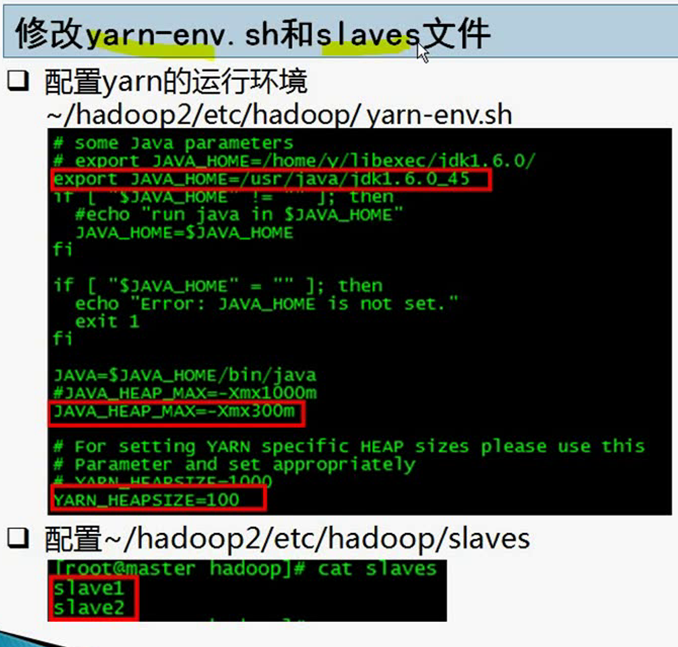 修改yarn-env.sh和slaves文件
配置yarn的运行环境
~/hadoop2/etc/hadoop/ yarn-env.sh
# some Java parameters
# export JAVA_HOME=/home/y/libexec/jdk1.6.0/
export JAVA_HOME=/usr/java/jdk1.6.0_45
if [ "$JAVA_HOME" != "" ]; then
#echo "run java in $JAVA_HOME"
JAVA_HOME=$JAVA_HOME
fi
if [ "$JAVA_HOME" = "" ]; then
echo "Error: JAVA_HOME is not set."
exit 1
fi
JAVA=$JAVA_HOME/bin/java
#JAVA_HEAP_MAX=-Xmx1000m
JAVA_HEAP_MAX=-Xmx300m
# For setting YARN specific HEAP sizes please use this
# Parameter and set appropriately
# YARN_HEAPSIZE=1000
YARN_HEAPSIZE=100
配置~/hadoop2/etc/hadoop/slaves
[root@master hadoop]# cat slaves
slave1
slave2